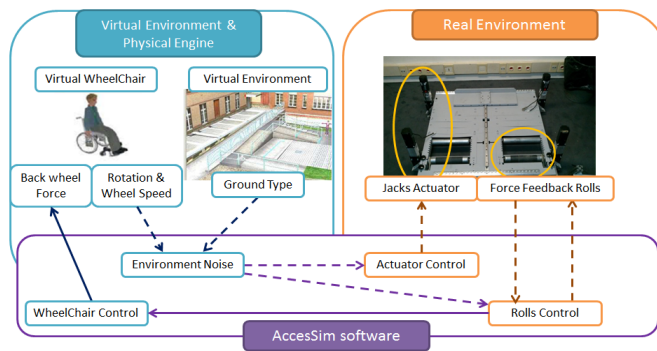 Virtual Environment &
Physical Engine
Real Environment
Virtual WheelChair
Virtual Environment
Back wheel
Force
Rotation &
Wheel Speed
Ground Type
Jacks Actuator
Force Feedback Rolls
Environment Noise
Actuator Control
WheelChair Control
Rolls Control
AccesSim software